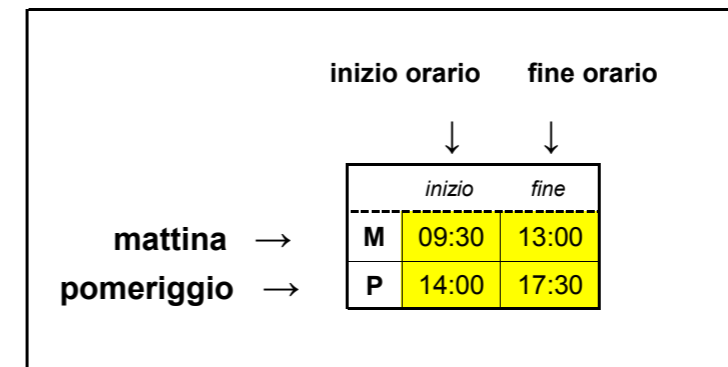 inizio orario fine orario
↓ ↓
inizio fine
mattina → M 09:30 13:00
pomeriggio → P 14:00 17:30